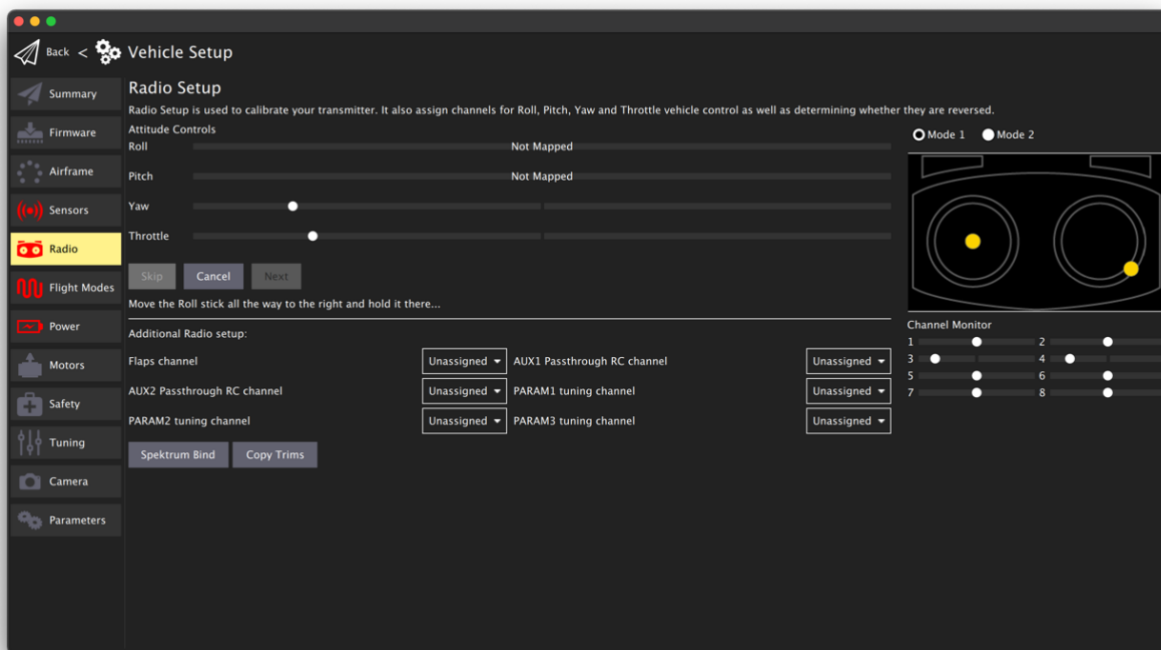 Back < Vehicle Setup
Summary
Firmware
Airframe
Sensors
Radio
Flight Modes
Power
Motors
Safety
Tuning
Camera
Parameters
Radio Setup
Radio Setup is used to calibrate your transmitter. It also assign channels for Roll, Pitch, Yaw and Throttle vehicle control as well as determining whether they are reversed.
Attitude Controls
Roll Not Mapped
Pitch Not Mapped
Yaw
Throttle
Skip Cancel Next
Move the Roll stick all the way to the right and hold it there...
Additional Radio setup:
Flaps channel Unassigned AUX1 Passthrough RC channel Unassigned
AUX2 Passthrough RC channel Unassigned PARAM1 tuning channel Unassigned
PARAM2 tuning channel Unassigned PARAM3 tuning channel Unassigned
Spektrum Bind Copy Trims
Mode 1 Mode 2
Channel Monitor
1 2
3 4
5 6
7 8